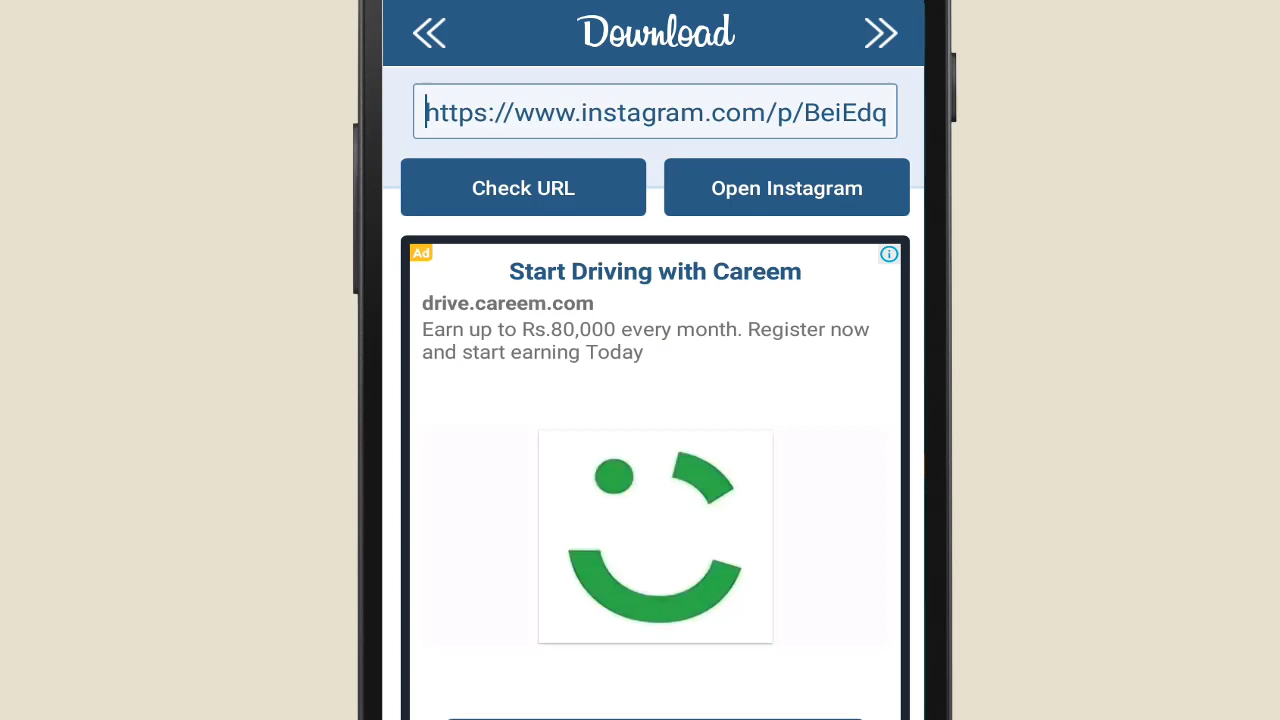 Download
https://www.instagram.com/p/BeiEdq
Check URL
Open Instagram
Ad
Start Driving with Careem
drive.careem.com
Earn up to Rs.80,000 every month. Register now
and start earning Today